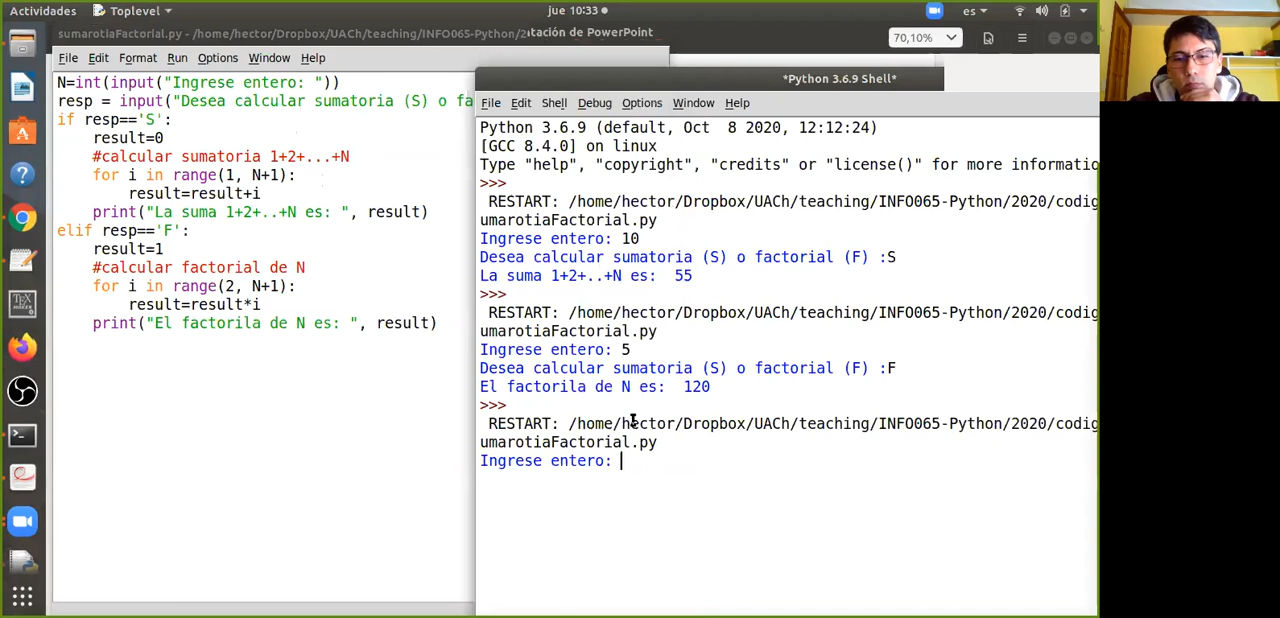 Actividades
Toplevel
jue 10:33
es
sumarotiaFactorial.py - /home/hector/Dropbox/UACh/teaching/INFO065-Python/2
tación de PowerPoint
70,10%
File Edit Format Run Options Window Help
N=int(input("Ingrese entero: "))
resp = input("Desea calcular sumatoria (S) o fa
if resp=='S':
result=0
#calcular sumatoria 1+2+...+N
for i in range(1, N+1):
result=result+i
print("La suma 1+2+..+N es: ", result)
elif resp=='F':
result=1
#calcular factorial de N
for i in range(2, N+1):
result=result*i
print("El factorila de N es: ", result)
*Python 3.6.9 Shell*
File Edit Shell Debug Options Window Help
Python 3.6.9 (default, Oct  8 2020, 12:12:24)
[GCC 8.4.0] on linux
Type "help", "copyright", "credits" or "license()" for more informatio
>>>
RESTART: /home/hector/Dropbox/UACh/teaching/INFO065-Python/2020/codig
umarotiaFactorial.py
Ingrese entero: 10
Desea calcular sumatoria (S) o factorial (F) :S
La suma 1+2+..+N es:  55
>>>
RESTART: /home/hector/Dropbox/UACh/teaching/INFO065-Python/2020/codig
umarotiaFactorial.py
Ingrese entero: 5
Desea calcular sumatoria (S) o factorial (F) :F
El factorila de N es:  120
>>>
RESTART: /home/hector/Dropbox/UACh/teaching/INFO065-Python/2020/codig
umarotiaFactorial.py
Ingrese entero: